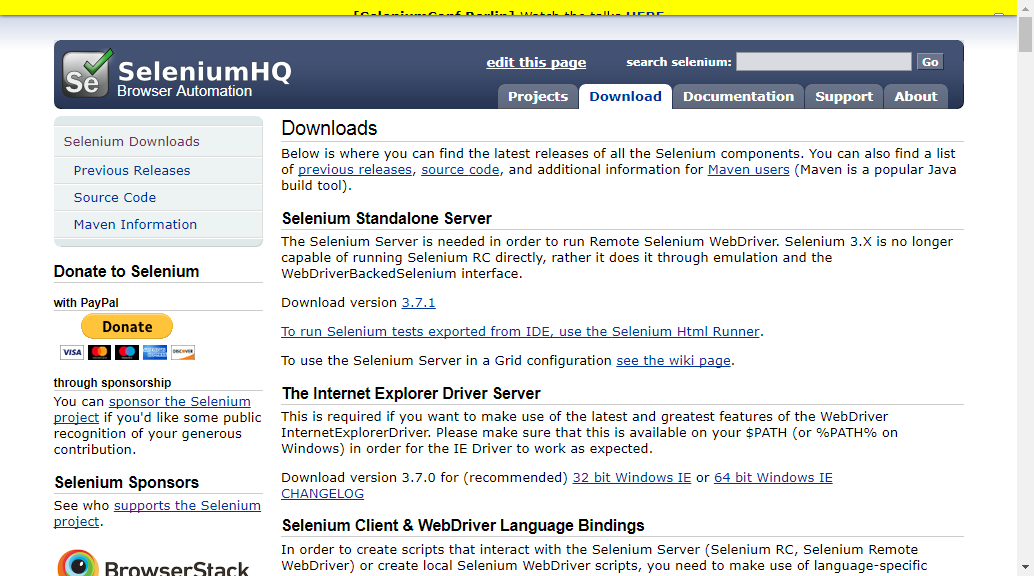 [SeleniumConf Berlin] Watch the talks HERE
Se
SeleniumHQ
Browser Automation
edit this page
search selenium:
Go
Projects
Download
Documentation
Support
About
Selenium Downloads
Previous Releases
Source Code
Maven Information
Donate to Selenium
with PayPal
Donate
VISA
DISCOVER
through sponsorship
You can sponsor the Selenium
project if you'd like some public
recognition of your generous
contribution.
Selenium Sponsors
See who supports the Selenium
project.
BrowserStack
Downloads
Below is where you can find the latest releases of all the Selenium components. You can also find a list
of previous releases, source code, and additional information for Maven users (Maven is a popular Java
build tool).
Selenium Standalone Server
The Selenium Server is needed in order to run Remote Selenium WebDriver. Selenium 3.X is no longer
capable of running Selenium RC directly, rather it does it through emulation and the
WebDriverBackedSelenium interface.
Download version 3.7.1
To run Selenium tests exported from IDE, use the Selenium Html Runner.
To use the Selenium Server in a Grid configuration see the wiki page.
The Internet Explorer Driver Server
This is required if you want to make use of the latest and greatest features of the WebDriver
InternetExplorerDriver. Please make sure that this is available on your $PATH (or %PATH% on
Windows) in order for the IE Driver to work as expected.
Download version 3.7.0 for (recommended) 32 bit Windows IE or 64 bit Windows IE
CHANGELOG
Selenium Client & WebDriver Language Bindings
In order to create scripts that interact with the Selenium Server (Selenium RC, Selenium Remote
WebDriver) or create local Selenium WebDriver scripts, you need to make use of language-specific